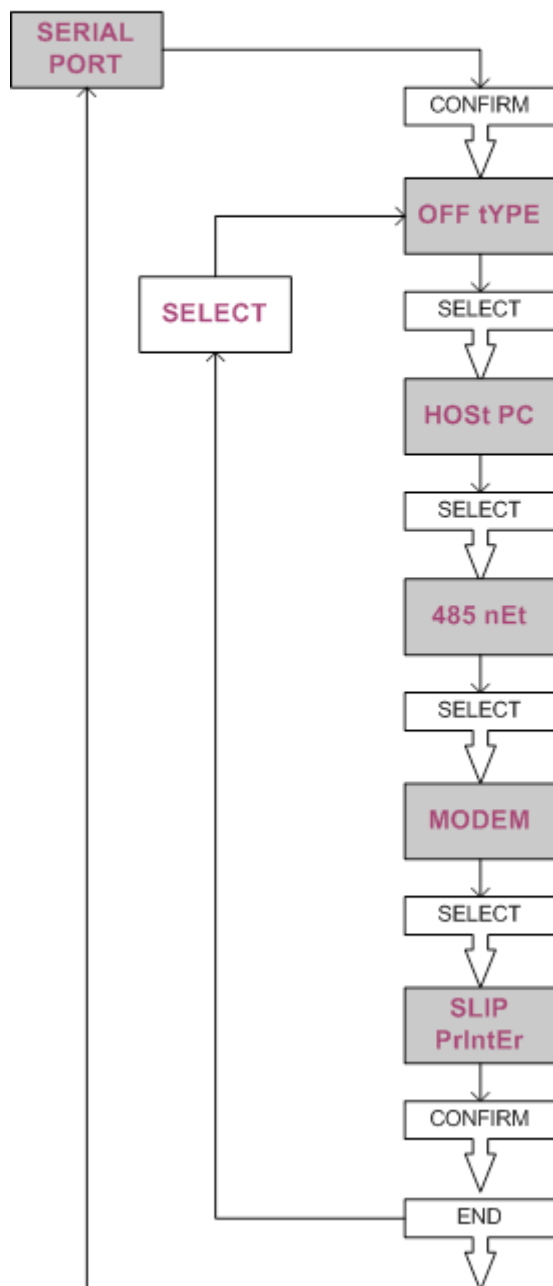 SERIAL
PORT
CONFIRM
OFF tYPE
SELECT
SELECT
HOSt PC
SELECT
485 nEt
SELECT
MODEM
SELECT
SLIP
PrIntEr
CONFIRM
END